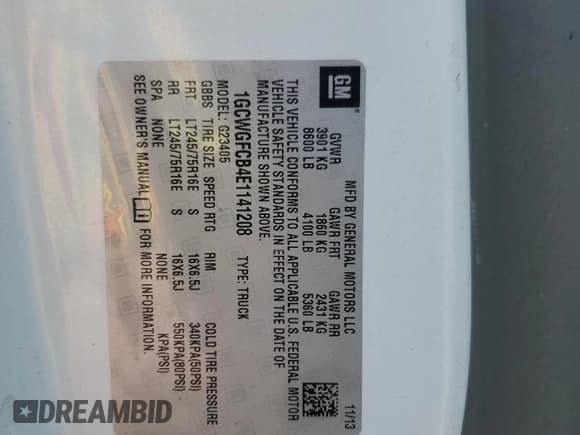 GM
MFD BY GENERAL MOTORS LLC 11/13
GVWR GAWR FRT GAWR RR
3901 KG 1860 KG 2431 KG
8600 LB 4100 LB 5360 LB
THIS VEHICLE CONFORMS TO ALL APPLICABLE U.S. FEDERAL MOTOR
VEHICLE SAFETY STANDARDS IN EFFECT ON THE DATE OF
MANUFACTURE SHOWN ABOVE.
1GCWGFCB4E1141208 TYPE: TRUCK
MODEL: G23405
GBBS TIRE SIZE SPEED RTG RIM COLD TIRE PRESSURE
FRT LT245/75R16E S 16X6.5J 340KPA(50PSI)
RR LT245/75R16E S 16X6.5J 550KPA(80PSI)
SPA NONE NONE KPA(PSI)
SEE OWNER'S MANUAL FOR MORE INFORMATION.
DREAMBID